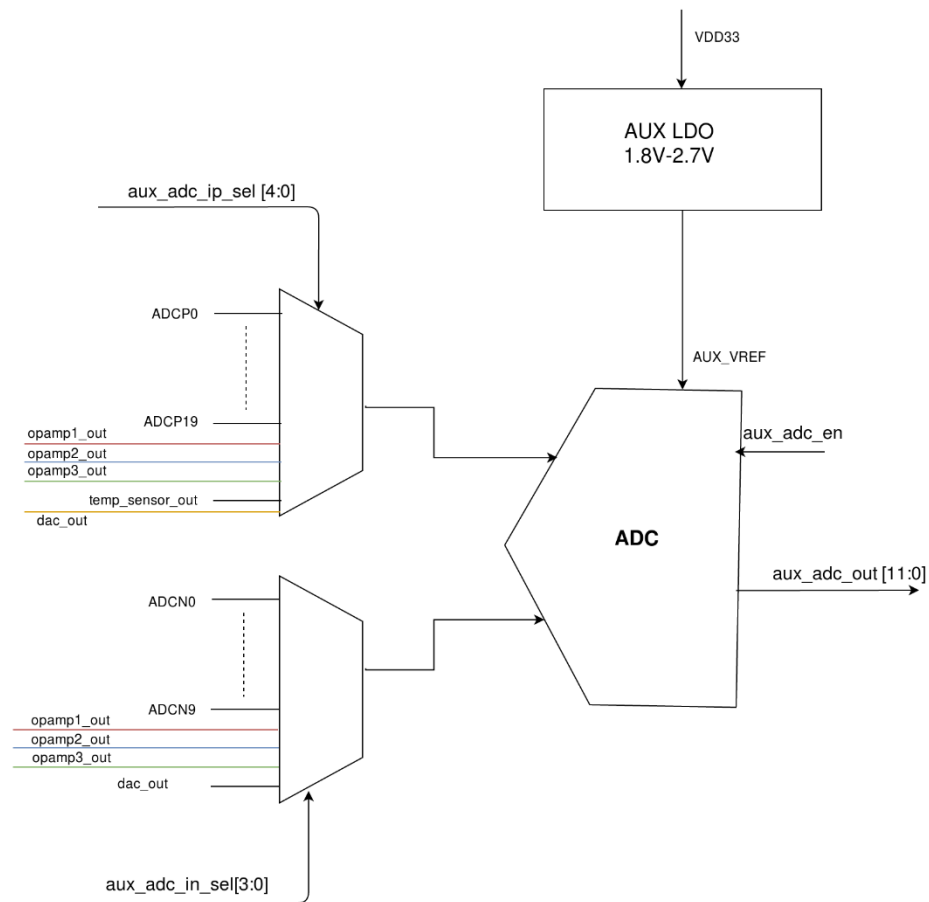 VDD33
AUX LDO
1.8V-2.7V
aux_adc_ip_sel [4:0]
ADCP0
AUX_VREF
ADCP19
opamp1_out
opamp2_out
opamp3_out
temp_sensor_out
dac_out
aux_adc_en
ADC
aux_adc_out [11:0]
ADCN0
ADCN9
opamp1_out
opamp2_out
opamp3_out
dac_out
aux_adc_in_sel[3:0]